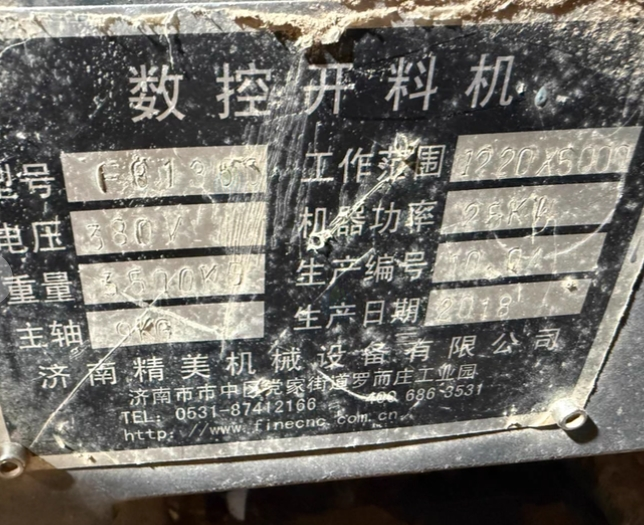 数控开料机
型号 工作范围 1220X5000
电压 380V 机器功率
重量 3800KG 生产编号
主轴 生产日期 2018
济南精美机械设备有限公司
济南市市中区党家街道罗而庄工业园
TEL: 0531-87412166 400 686 3531
http: //www.finecnc.com.cn